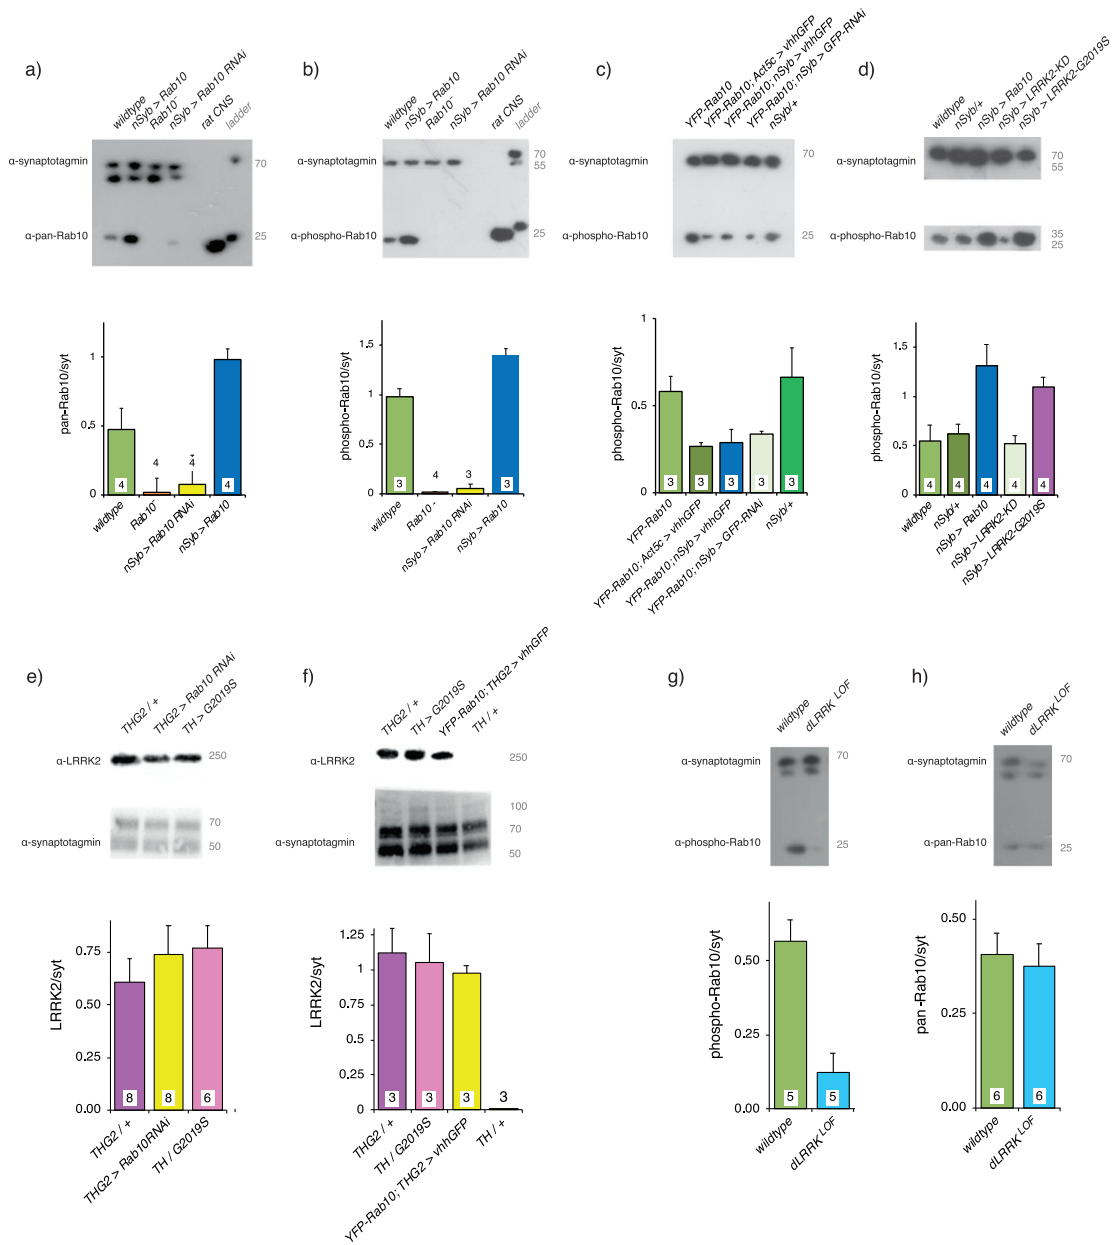 a)
wildtype
nSyb > Rab10
Rab10⁻
nSyb > Rab10 RNAi
rat CNS
ladder
α-synaptotagmin
70
α-pan-Rab10
25
pan-Rab10/syt
1
0.5
0
4
4
4
4
wildtype
Rab10⁻
nSyb > Rab10 RNAi
nSyb > Rab10
b)
wildtype
nSyb > Rab10
Rab10⁻
nSyb > Rab10 RNAi
rat CNS
ladder
α-synaptotagmin
70
55
α-phospho-Rab10
25
phospho-Rab10/syt
1.5
1
0.5
0
3
4
3
3
wildtype
Rab10 -
nSyb > Rab10 RNAi
nSyb > Rab10
c)
YFP-Rab10
YFP-Rab10; Act5c > vhhGFP
YFP-Rab10; nSyb > vhhGFP
YFP-Rab10; nSyb > GFP-RNAi
nSyb/+
α-synaptotagmin
70
α-phospho-Rab10
25
phospho-Rab10/syt
1
0.5
0
3
3
3
3
3
YFP-Rab10
YFP-Rab10; Act5c > vhhGFP
YFP-Rab10; nSyb > vhhGFP
YFP-Rab10; nSyb > GFP-RNAi
nSyb/+
d)
wildtype
nSyb/+
nSyb > Rab10
nSyb > LRRK2-KD
nSyb > LRRK2-G2019S
α-synaptotagmin
70
55
α-phospho-Rab10
35
25
phospho-Rab10/syt
1.5
1
0.5
0
4
4
4
4
4
wildtype
nSyb/+
nSyb > Rab10
nSyb > LRRK2-KD
nSyb > LRRK2-G2019S
e)
THG2 / +
THG2 > Rab10 RNAi
TH > G2019S
α-LRRK2
250
70
α-synaptotagmin
50
LRRK2/syt
0.75
0.50
0.25
0.00
8
8
6
THG2 / +
THG2 > Rab10RNAi
TH / G2019S
f)
THG2 / +
TH > G2019S
YFP-Rab10; THG2 > vhhGFP
TH / +
α-LRRK2
250
100
70
α-synaptotagmin
50
LRRK2/syt
1.25
1
0.75
0.5
0.25
0
3
3
3
3
THG2 / +
TH / G2019S
YFP-Rab10; THG2 > vhhGFP
TH / +
g)
wildtype
dLRRK LOF
α-synaptotagmin
70
α-phospho-Rab10
25
phospho-Rab10/syt
0.50
0.25
0.00
5
5
wildtype
dLRRK LOF
h)
wildtype
dLRRK LOF
α-synaptotagmin
70
α-pan-Rab10
25
pan -Rab10/syt
0.50
0.25
0.00
6
6
wildtype
dLRRK LOF